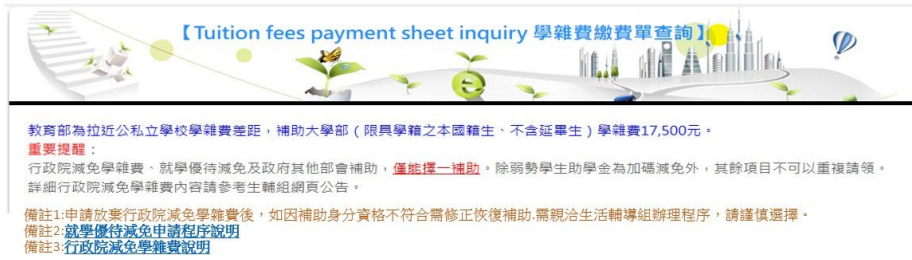 【Tuition fees payment sheet inquiry 學雜費繳費單查詢】
教育部為拉近公私立學校學雜費差距，補助大學部（限具學籍之本國籍生、不含延畢生）學雜費17,500元。
重要提醒：
行政院減免學雜費、就學優待減免及政府其他部會補助，僅能擇一補助。除弱勢學生助學金為加碼減免外，其餘項目不可以重複請領。
詳細行政院減免學雜費內容請參考生輔組網頁公告。
備註1:申請放棄行政院減免學雜費後，如因補助身分資格不符合需修正恢復補助.需親洽生活輔導組辦理程序，請謹慎選擇。
備註2:就學優待減免申請程序說明
備註3:行政院減免學雜費說明